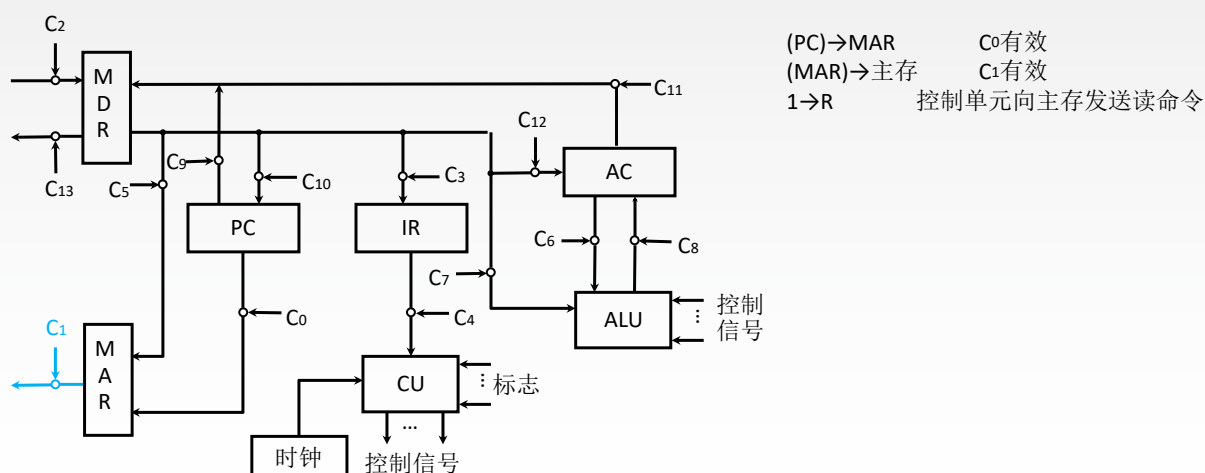 C2
(PC)→MAR C0有效
(MAR)→主存 C1有效
1→R 控制单元向主存发送读命令
M
D
R
C11
C12
C9
C10
C3
AC
C13
C5
PC
IR
C6
C8
C7
C1
M
A
R
C0
C4
ALU
控制
信号
...
CU
...
标志
时钟
...
控制信号